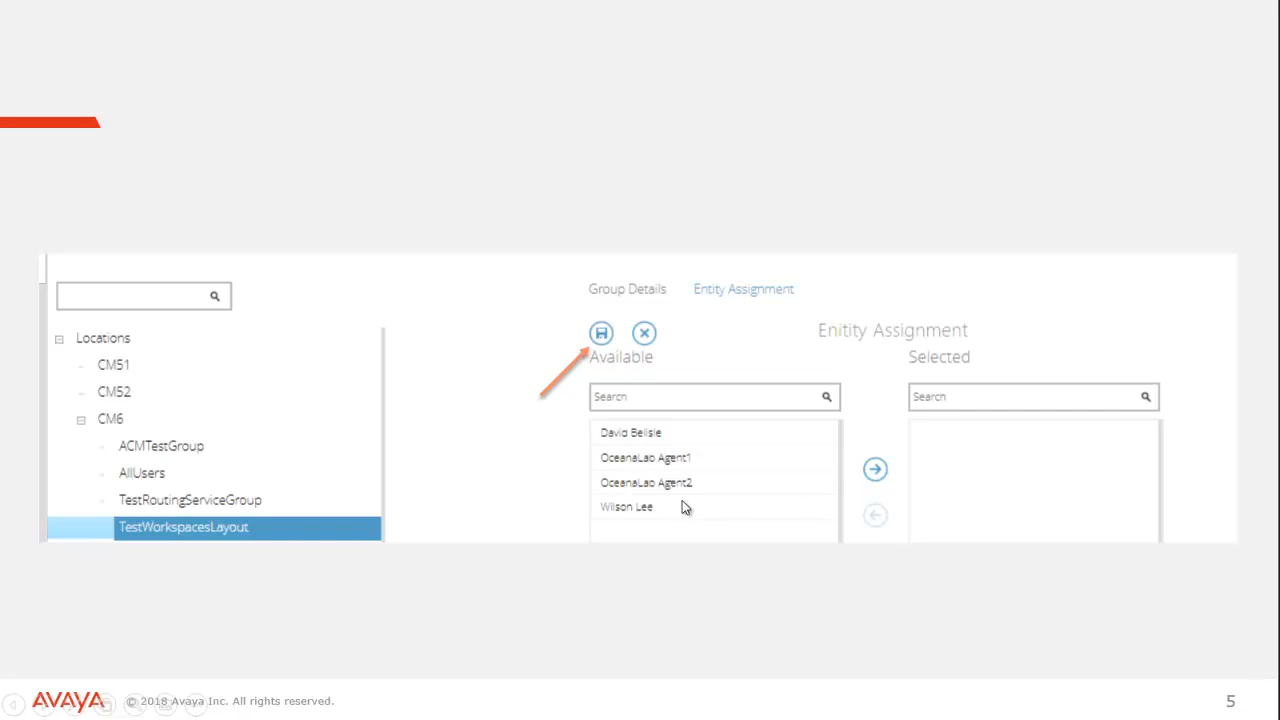 Group Details Entity Assignment
Locations
CM51
CM52
CM6
ACMTestGroup
AllUsers
TestRoutingServiceGroup
TestWorkspacesLayout
Enitity Assignment
Available
Selected
Search
Search
David Belisle
OceanaLab Agent1
OceanaLab Agent2
Wilson Lee
AVAYA
© 2018 Avaya Inc. All rights reserved.
5